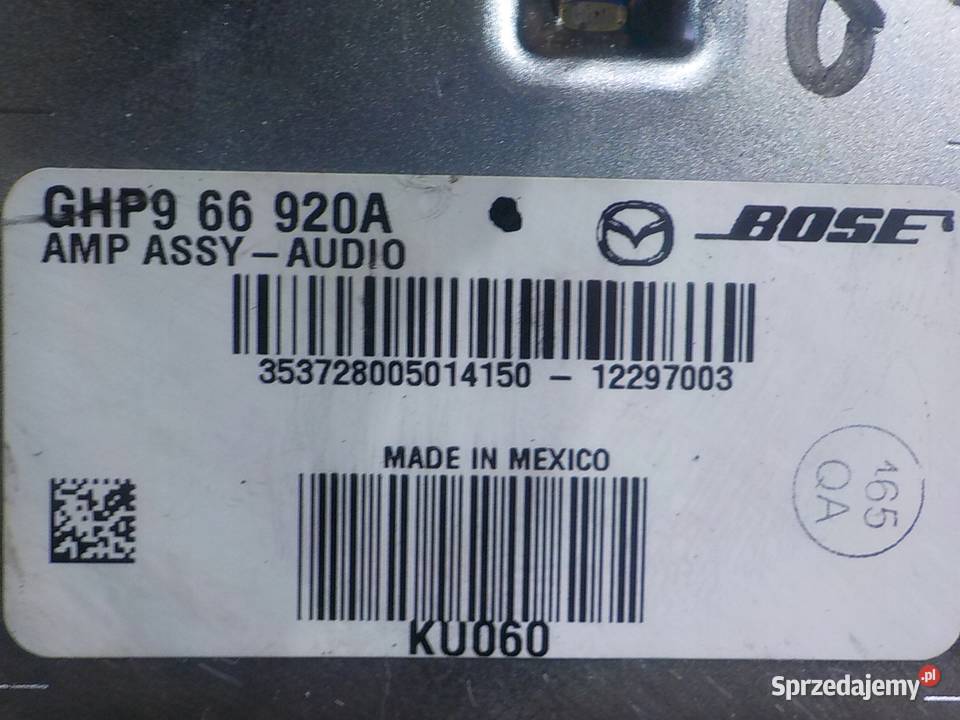 GHP9 66 920A
BOSE
AMP ASSY – AUDIO
353728005014150 – 12297003
MADE IN MEXICO
165
QA
KU060
Sprzedajemy.pl